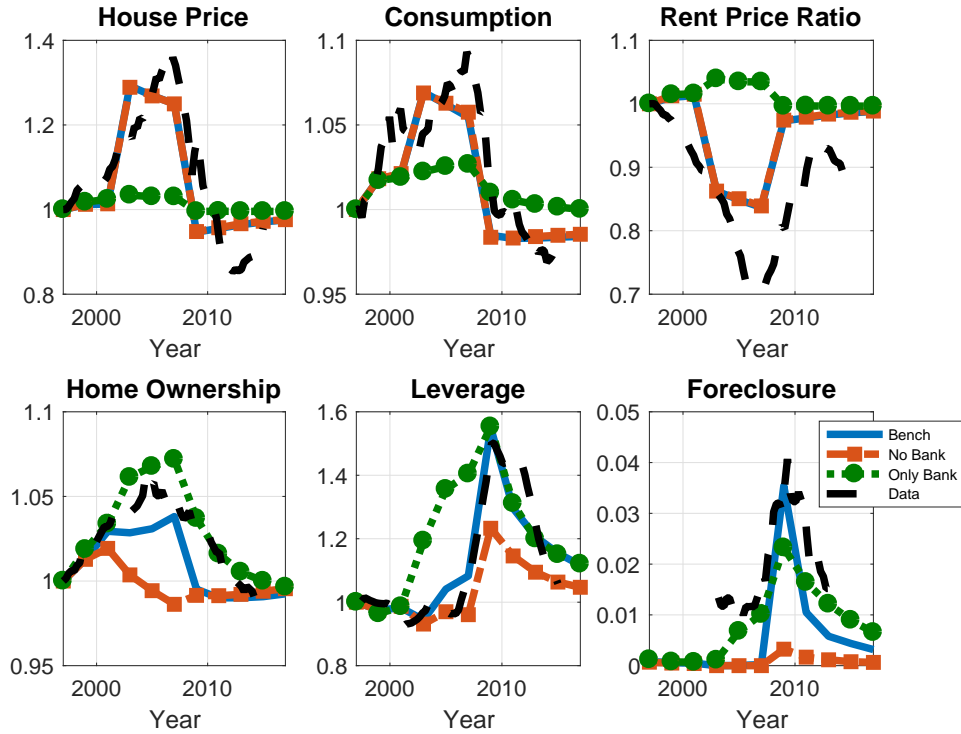 House Price
Consumption
Rent Price Ratio
1.4
1.2
1
0.8
2000 2010
Year
1.05
1
0.95
2000 2010
Year
1.1
1
0.9
0.8
0.7
2000 2010
Year
Home Ownership
Leverage
Foreclosure
1.1
1.05
1
0.95
2000 2010
Year
1.6
1.4
1.2
1
0.8
2000 2010
Year
0.05
0.04
0.03
0.02
0.01
0
2000 2010
Year
Bench
No Bank
Only Bank
Data